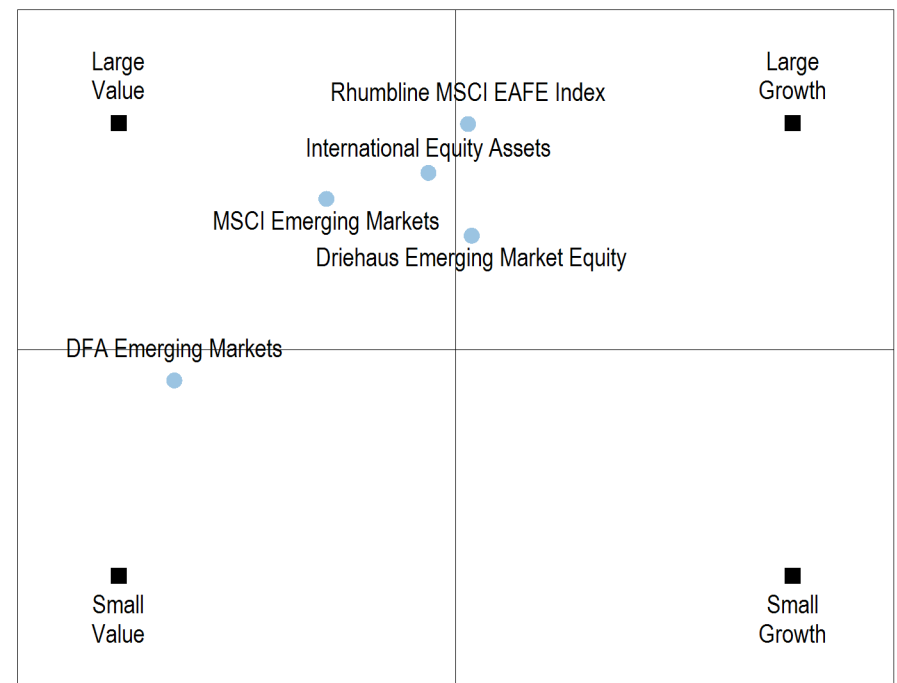 Large
Value
Large
Growth
Rhumbline MSCI EAFE Index
International Equity Assets
MSCI Emerging Markets
Driehaus Emerging Market Equity
DFA Emerging Markets
Small
Value
Small
Growth